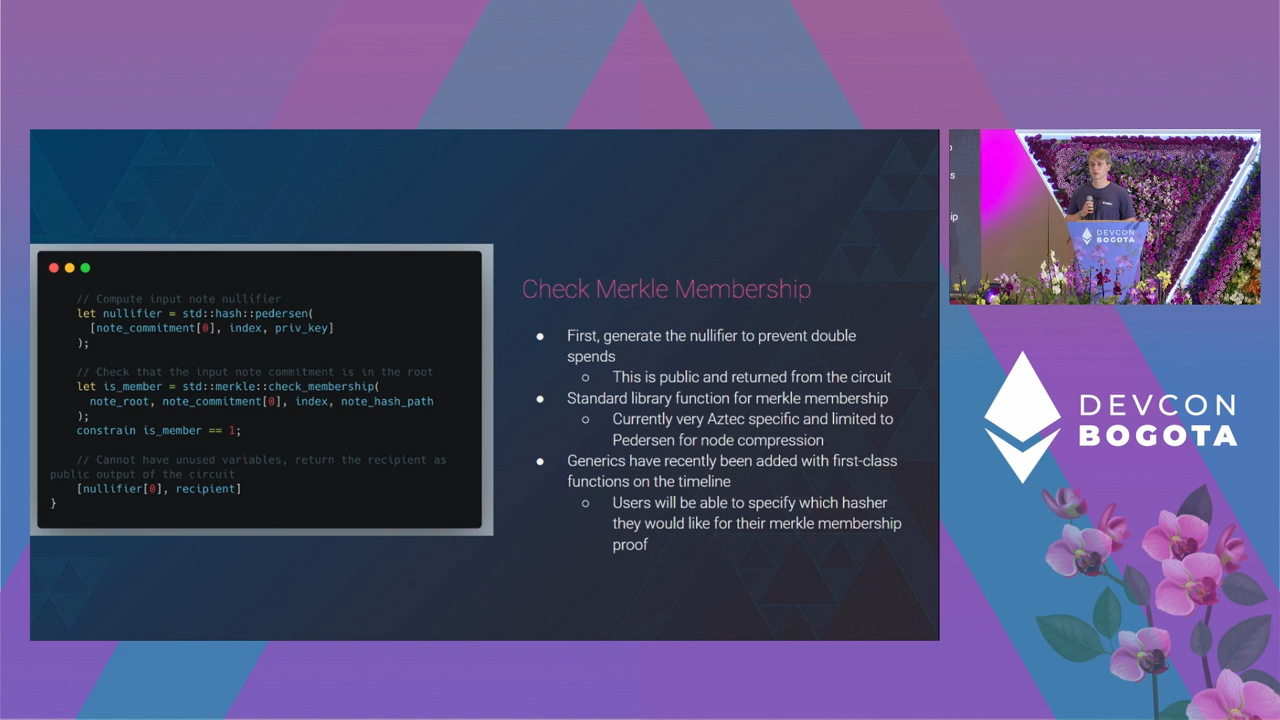 // Compute input note nullifier
let nullifier = std::hash::pedersen(
[note_commitment[0], index, priv_key]
);
// Check that the input note commitment is in the root
let is_member = std::merkle::check_membership(
note_root, note_commitment[0], index, note_hash_path
);
constrain is_member == 1;
// Cannot have unused variables, return the recipient as
public output of the circuit
[nullifier[0], recipient]
}
Check Merkle Membership
● First, generate the nullifier to prevent double
spends
○ This is public and returned from the circuit
● Standard library function for merkle membership
○ Currently very Aztec specific and limited to
Pedersen for node compression
● Generics have recently been added with first-class
functions on the timeline
○ Users will be able to specify which hasher
they would like for their merkle membership
proof
s
ip
DEVCON
BOGOTA
DEVCON
BOGOTA